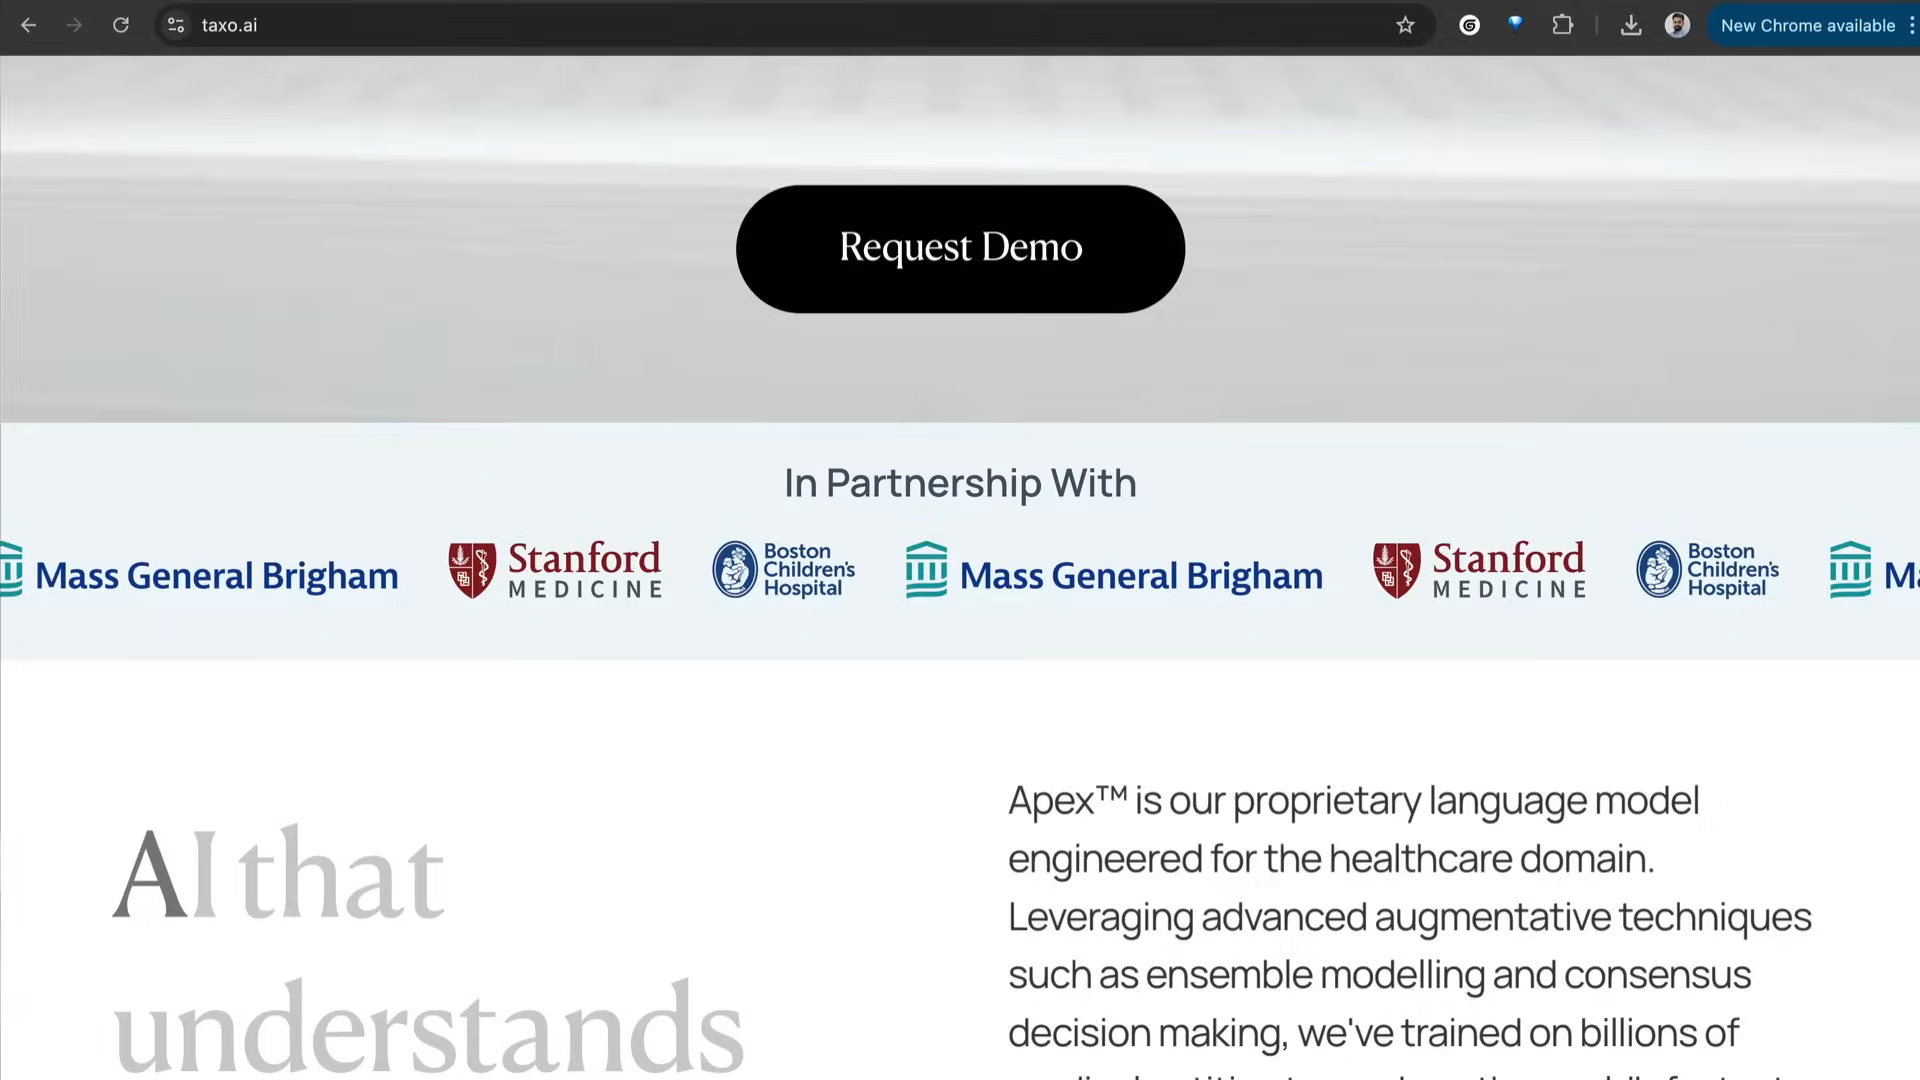 taxo.ai
New Chrome available
Request Demo
In Partnership With
Mass General Brigham
Stanford
MEDICINE
Boston
Children's
Hospital
Mass General Brigham
Stanford
MEDICINE
Boston
Children's
Hospital
AI that
understands
Apex™ is our proprietary language model
engineered for the healthcare domain.
Leveraging advanced augmentative techniques
such as ensemble modelling and consensus
decision making, we've trained on billions of